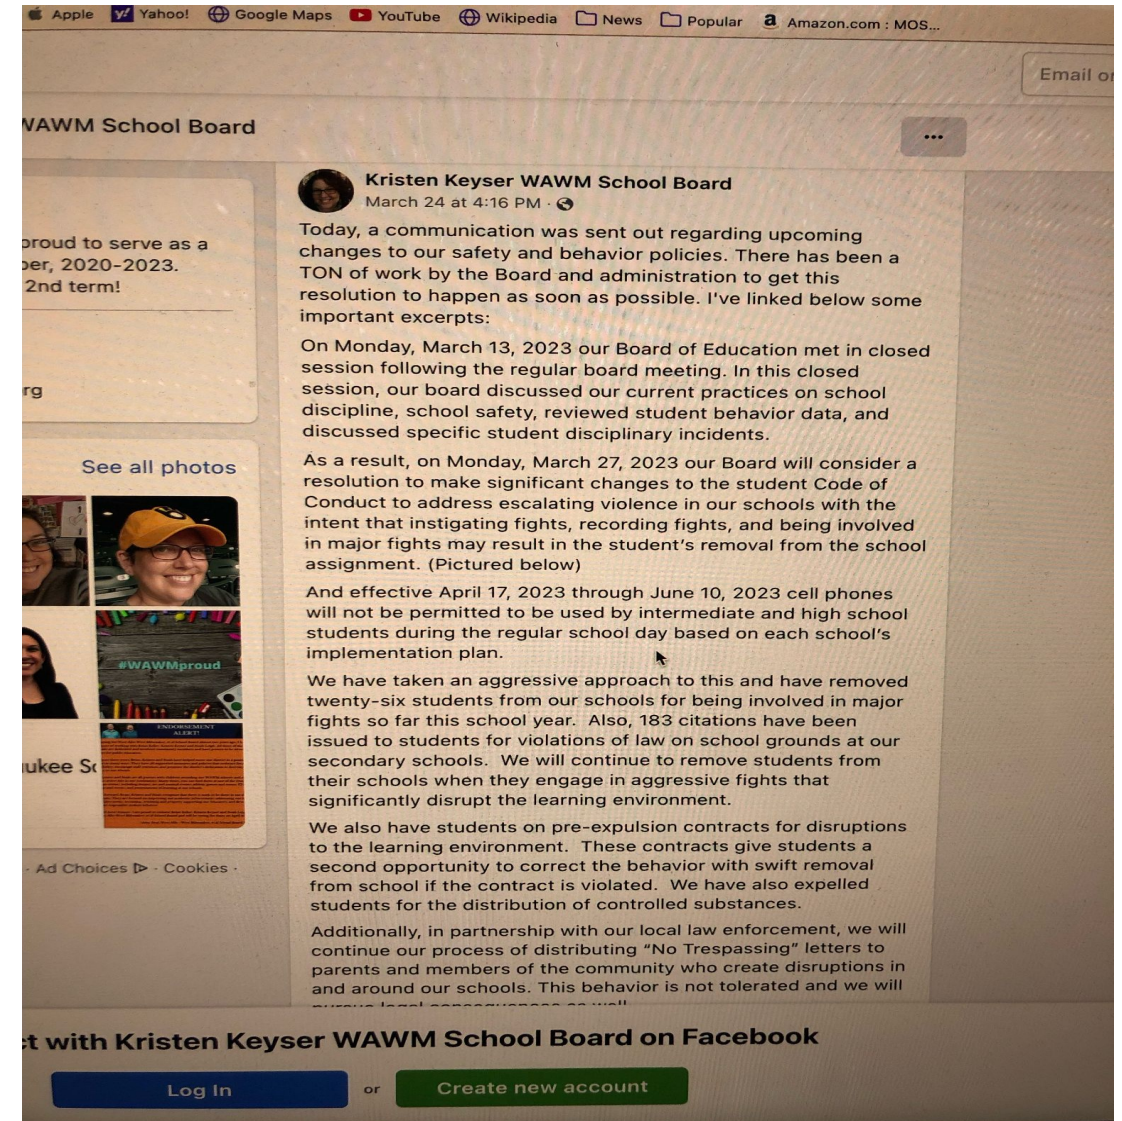 Apple Yahoo! Google Maps YouTube Wikipedia News Popular Amazon.com : MOS...
Email or
WAWM School Board
...
proud to serve as a
ber, 2020-2023.
2nd term!
rg
See all photos
#WAWMproud
ENDORSEMENT
ALERT!
ukee Sc
Ad Choices · Cookies ·
Kristen Keyser WAWM School Board
March 24 at 4:16 PM ·
Today, a communication was sent out regarding upcoming
changes to our safety and behavior policies. There has been a
TON of work by the Board and administration to get this
resolution to happen as soon as possible. I've linked below some
important excerpts:
On Monday, March 13, 2023 our Board of Education met in closed
session following the regular board meeting. In this closed
session, our board discussed our current practices on school
discipline, school safety, reviewed student behavior data, and
discussed specific student disciplinary incidents.
As a result, on Monday, March 27, 2023 our Board will consider a
resolution to make significant changes to the student Code of
Conduct to address escalating violence in our schools with the
intent that instigating fights, recording fights, and being involved
in major fights may result in the student's removal from the school
assignment. (Pictured below)
And effective April 17, 2023 through June 10, 2023 cell phones
will not be permitted to be used by intermediate and high school
students during the regular school day based on each school's
implementation plan.
We have taken an aggressive approach to this and have removed
twenty-six students from our schools for being involved in major
fights so far this school year.  Also, 183 citations have been
issued to students for violations of law on school grounds at our
secondary schools.  We will continue to remove students from
their schools when they engage in aggressive fights that
significantly disrupt the learning environment.
We also have students on pre-expulsion contracts for disruptions
to the learning environment.  These contracts give students a
second opportunity to correct the behavior with swift removal
from school if the contract is violated.  We have also expelled
students for the distribution of controlled substances.
Additionally, in partnership with our local law enforcement, we will
continue our process of distributing “No Trespassing” letters to
parents and members of the community who create disruptions in
and around our schools. This behavior is not tolerated and we will
ct with Kristen Keyser WAWM School Board on Facebook
Log In or Create new account